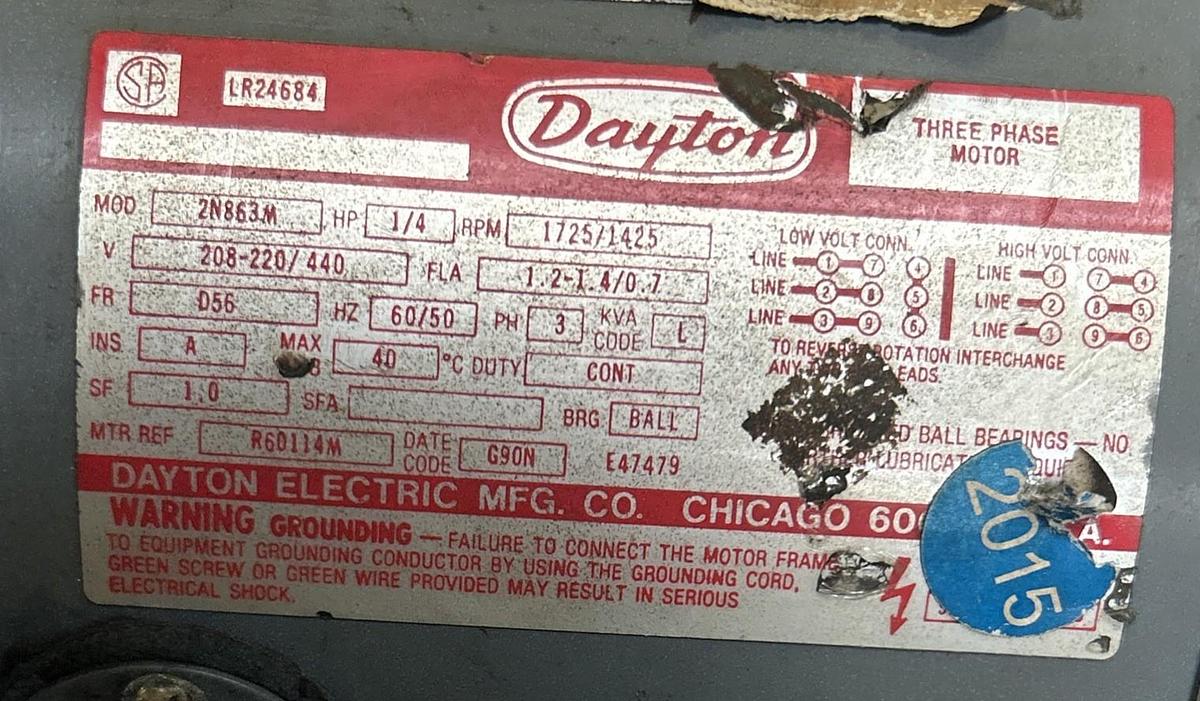 SA
LR24684
Dayton
THREE PHASE
MOTOR
MOD 2N863M HP 1/4 RPM 1725/1425
V 208-220/440 FLA 1.2-1.4/0.7
FR D56 HZ 60/50 PH 3 KVA CODE L
INS A MAX 40 °C DUTY CONT
SF 1.0 SFA BRG BALL
MTR REF R60114M DATE CODE G90N E47479
LOW VOLT CONN.
LINE 1 7 4
LINE 2 8 5
LINE 3 9 6
HIGH VOLT CONN.
LINE 1 7 4
LINE 2 8 5
LINE 3 9 6
TO REVERSE ROTATION INTERCHANGE
ANY LEADS.
BALL BEARINGS — NO
DAYTON ELECTRIC MFG. CO. CHICAGO 60 A.
WARNING GROUNDING — FAILURE TO CONNECT THE MOTOR FRAME
TO EQUIPMENT GROUNDING CONDUCTOR BY USING THE GROUNDING CORD,
GREEN SCREW OR GREEN WIRE PROVIDED MAY RESULT IN SERIOUS
ELECTRICAL SHOCK.
2015